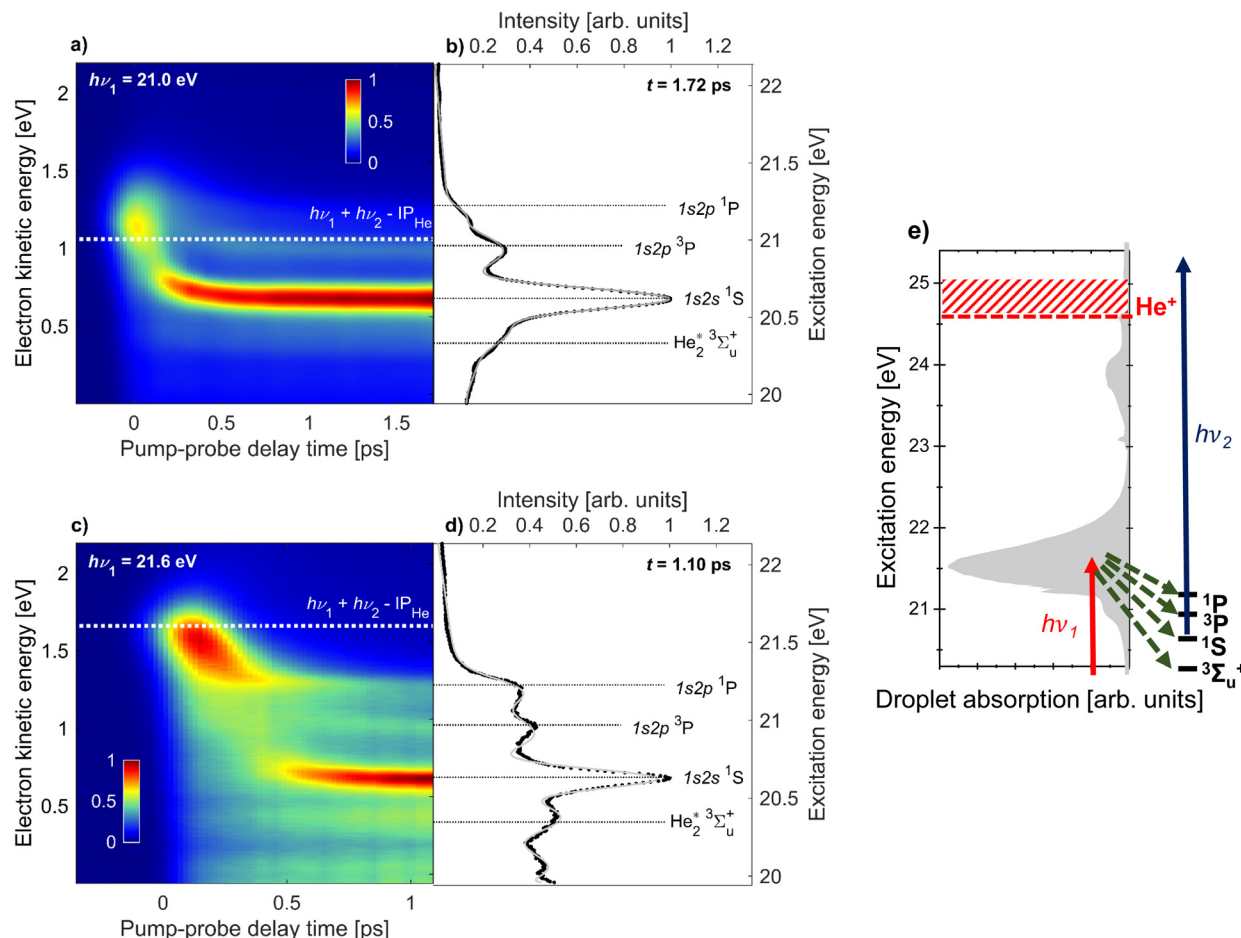 a)
hν₁ = 21.0 eV
1
0.5
0
hν₁ + hν₂ - IP_He
Electron kinetic energy [eV]
2
1.5
1
0.5
0
0.5
1
1.5
Pump-probe delay time [ps]
Intensity [arb. units]
0.2
0.4
0.6
0.8
1
1.2
b)
t = 1.72 ps
1s2p ¹P
1s2p ³P
1s2s ¹S
He₂* ³Σᵤ⁺
22
21.5
21
20.5
20
Excitation energy [eV]
c)
hν₁ = 21.6 eV
hν₁ + hν₂ - IP_He
1
0.5
0
Electron kinetic energy [eV]
2
1.5
1
0.5
0
0.5
1
Pump-probe delay time [ps]
Intensity [arb. units]
0.2
0.4
0.6
0.8
1
1.2
d)
t = 1.10 ps
1s2p ¹P
1s2p ³P
1s2s ¹S
He₂* ³Σᵤ⁺
22
21.5
21
20.5
20
Excitation energy [eV]
e)
25
24
23
22
21
Excitation energy [eV]
He⁺
hν₂
hν₁
¹P
³P
¹S
³Σᵤ⁺
Droplet absorption [arb. units]